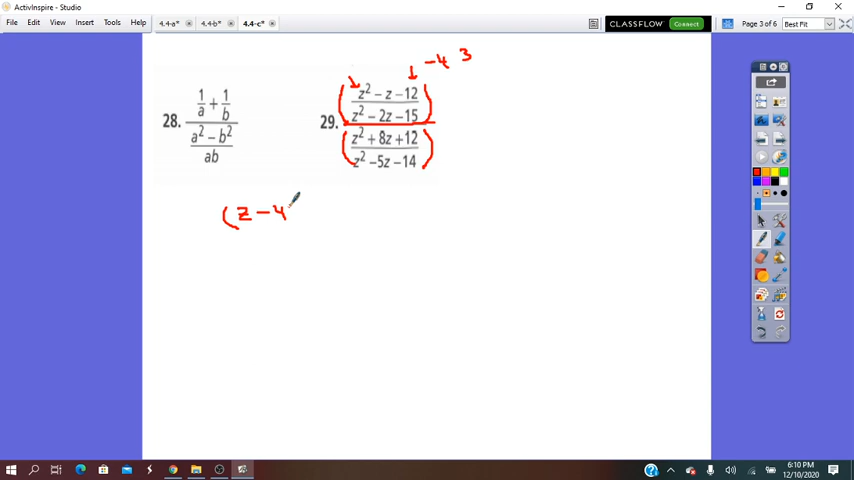 ActivInspire - Studio
File Edit View Insert Tools Help
CLASSFLOW Connect Page 3 of 6 Best Fit
4.4-a* 4.4-b* 4.4-c*
-4 3
28. 1/a + 1/b
a² - b²
ab
29. z² - z - 12
z² - 2z - 15
z² + 8z + 12
z² - 5z - 14
(z - 4
6:10 PM
12/10/2020